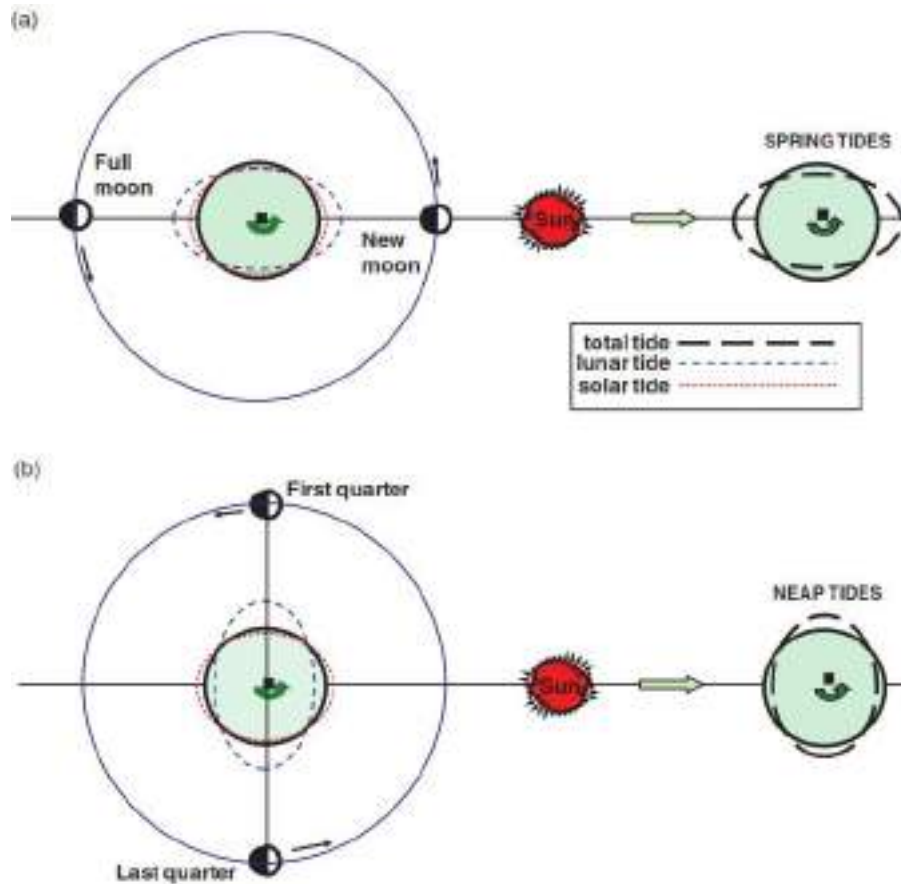 (a)
Full
moon
New
moon
Sun
SPRING TIDES
total tide
lunar tide
solar tide
(b)
First quarter
Sun
NEAP TIDES
Last quarter